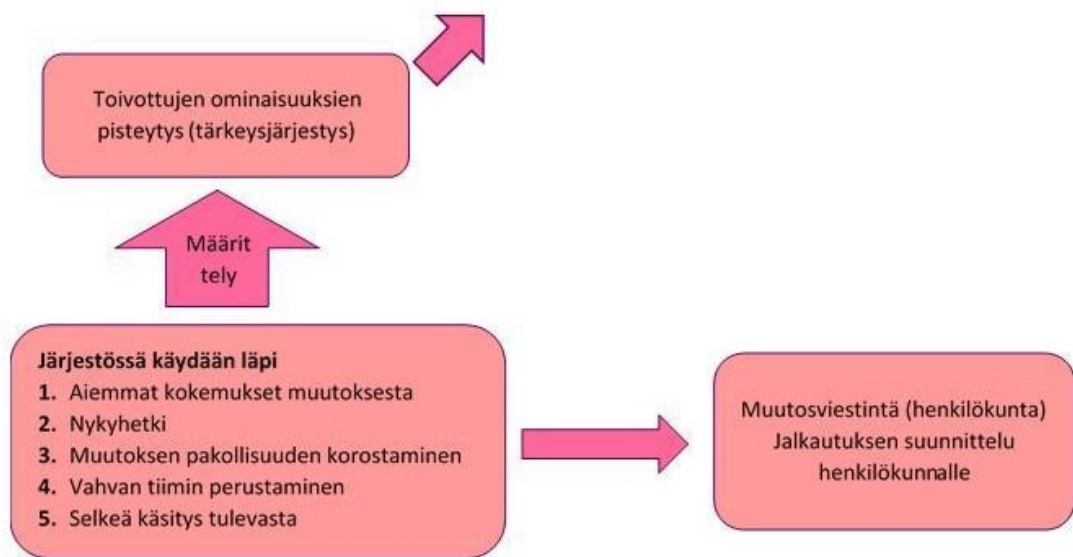 Toivottujen ominaisuuksien
pisteytys (tärkeysjärjestys)
Määrit
tely
Järjestössä käydään läpi
1. Aiemmat kokemukset muutoksesta
2. Nykyhetki
3. Muutoksen pakollisuuden korostaminen
4. Vahvan tiimin perustaminen
5. Selkeä käsitys tulevasta
Muutosviestintä (henkilökunta)
Jalkautuksen suunnittelu
henkilökunnalle